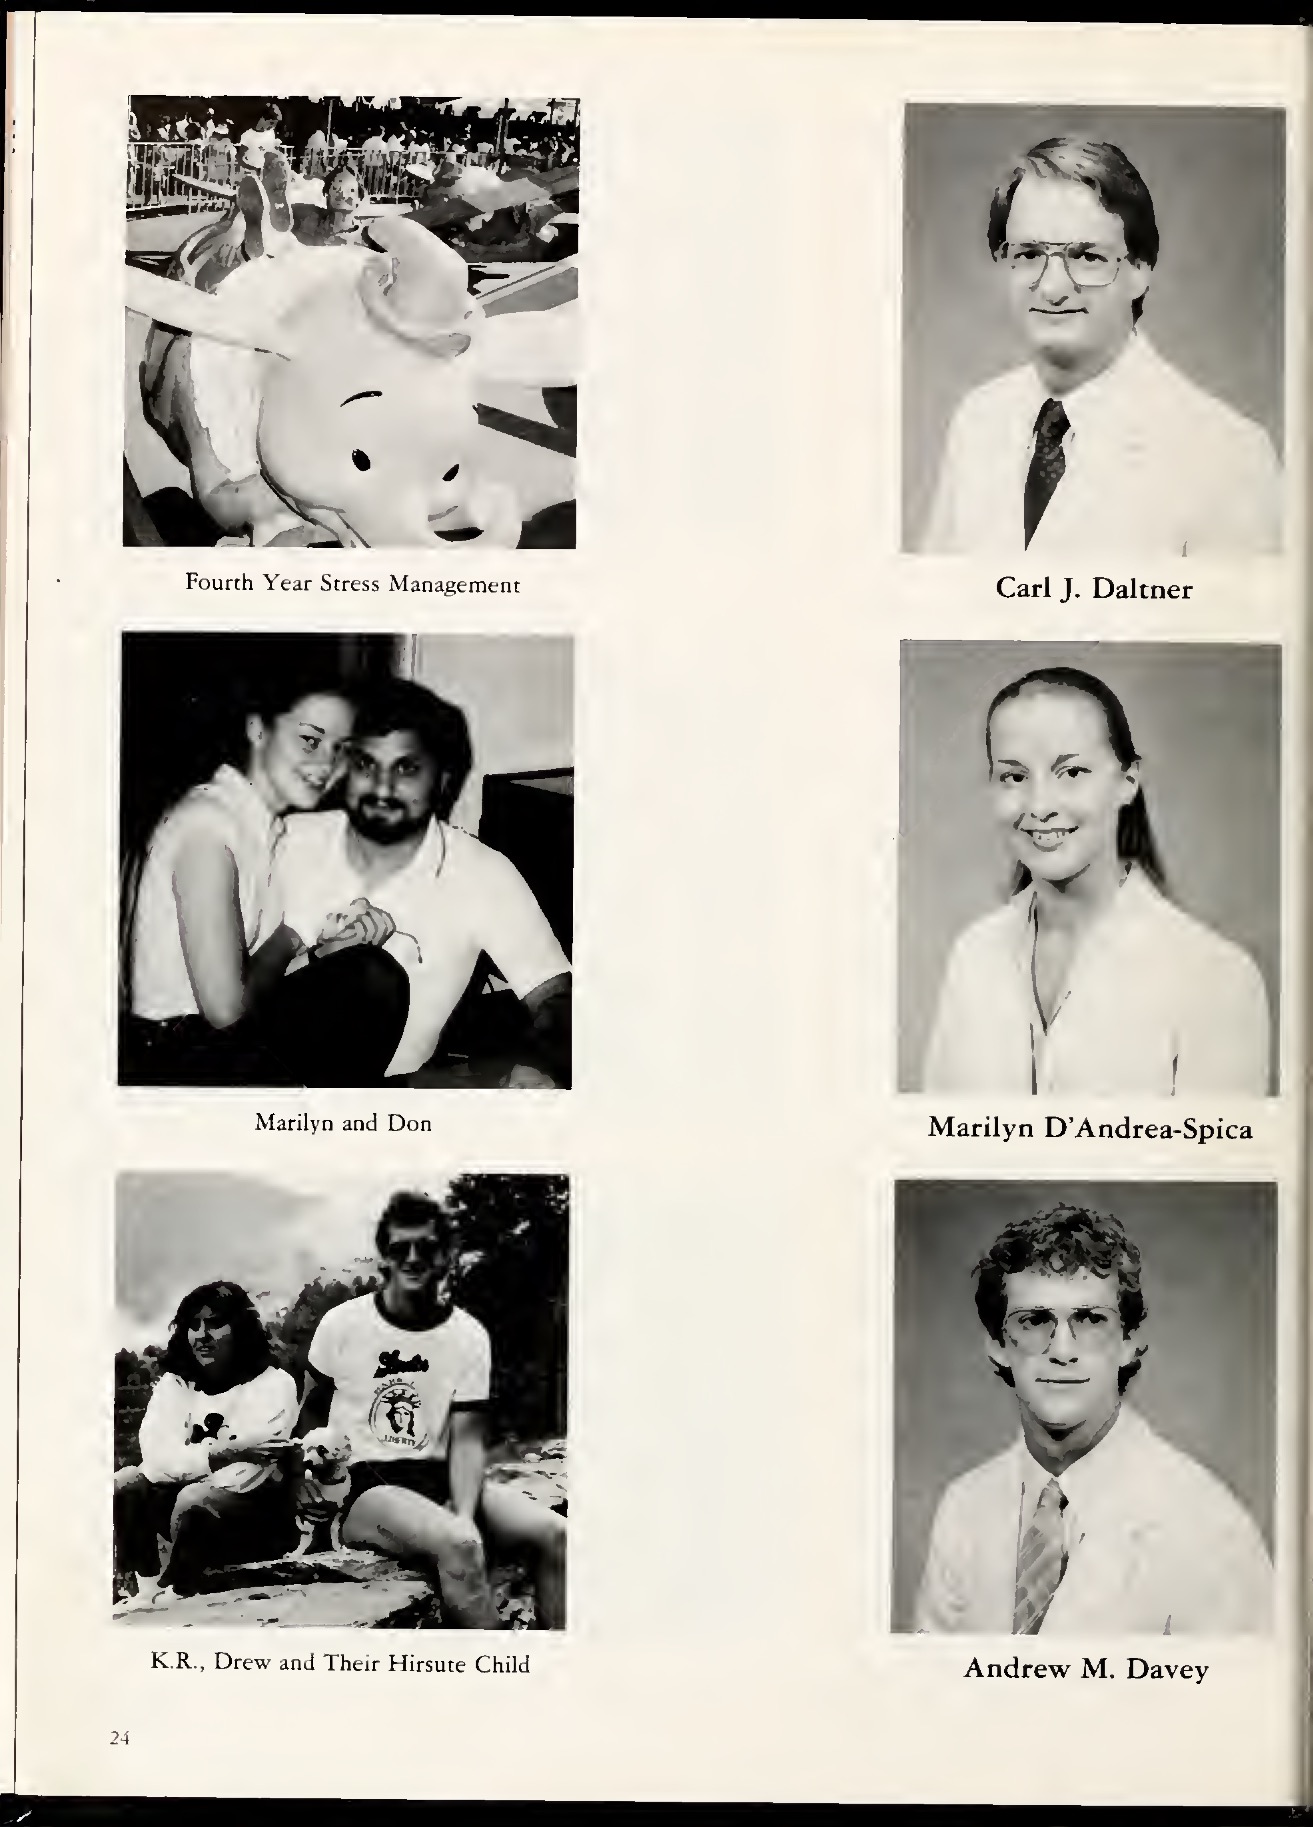 Fourth Year Stress Management
Carl J. Daltner
Marilyn and Don
Marilyn D'Andrea-Spica
LIBERTY
K.R., Drew and Their Hirsute Child
Andrew M. Davey
24